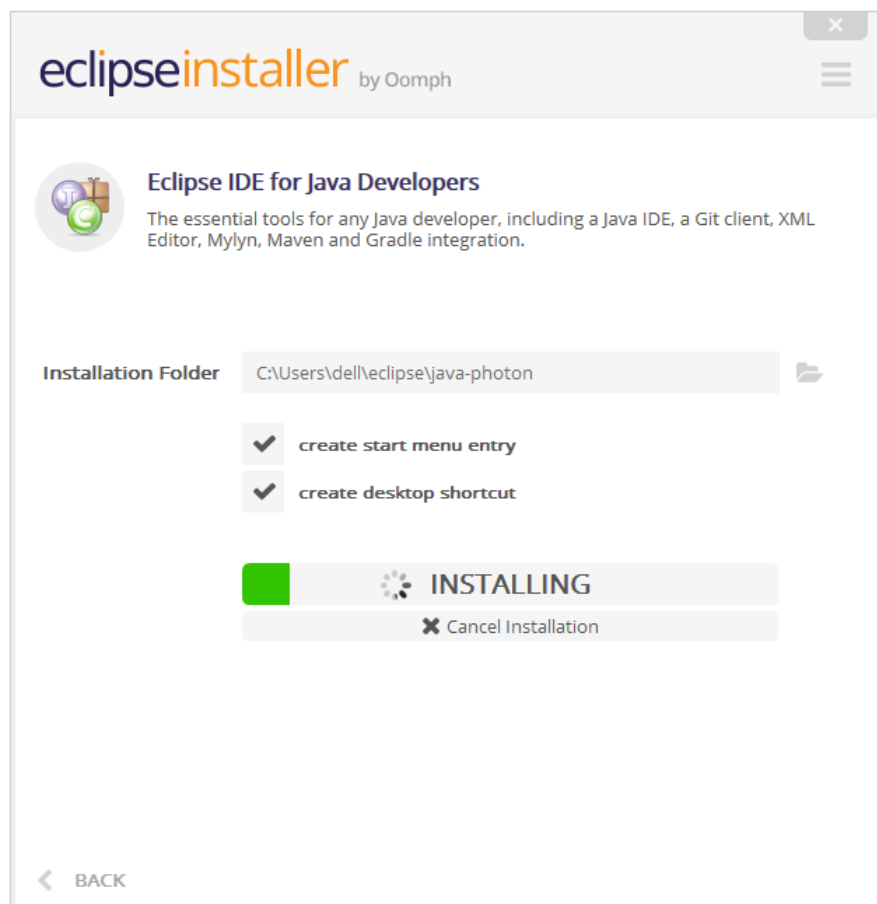 eclipseinstaller by Oomph
Eclipse IDE for Java Developers
The essential tools for any Java developer, including a Java IDE, a Git client, XML
Editor, Mylyn, Maven and Gradle integration.
Installation Folder C:\Users\dell\eclipse\java-photon
create start menu entry
create desktop shortcut
INSTALLING
Cancel Installation
BACK